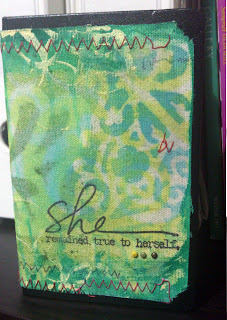 she
remained true to herself.